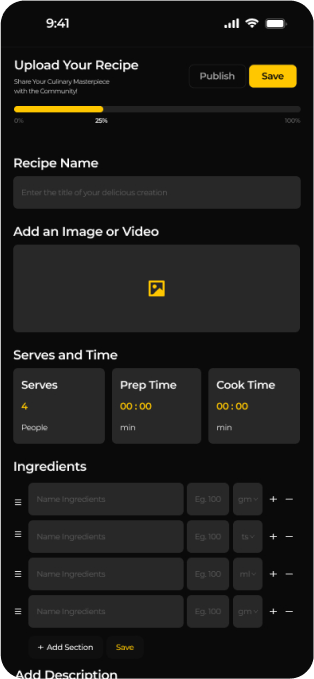 9:41
Upload Your Recipe
Share Your Culinary Masterpiece
with the Community!
Publish
Save
0%
25%
100%
Recipe Name
Enter the title of your delicious creation
Add an Image or Video
Serves and Time
Serves
4
People
Prep Time
00 : 00
min
Cook Time
00 : 00
min
Ingredients
Name Ingredients Eg. 100 gm + −
Name Ingredients Eg. 100 ts + −
Name Ingredients Eg. 100 ml + −
Name Ingredients Eg. 100 gm + −
+ Add Section Save
Add Description